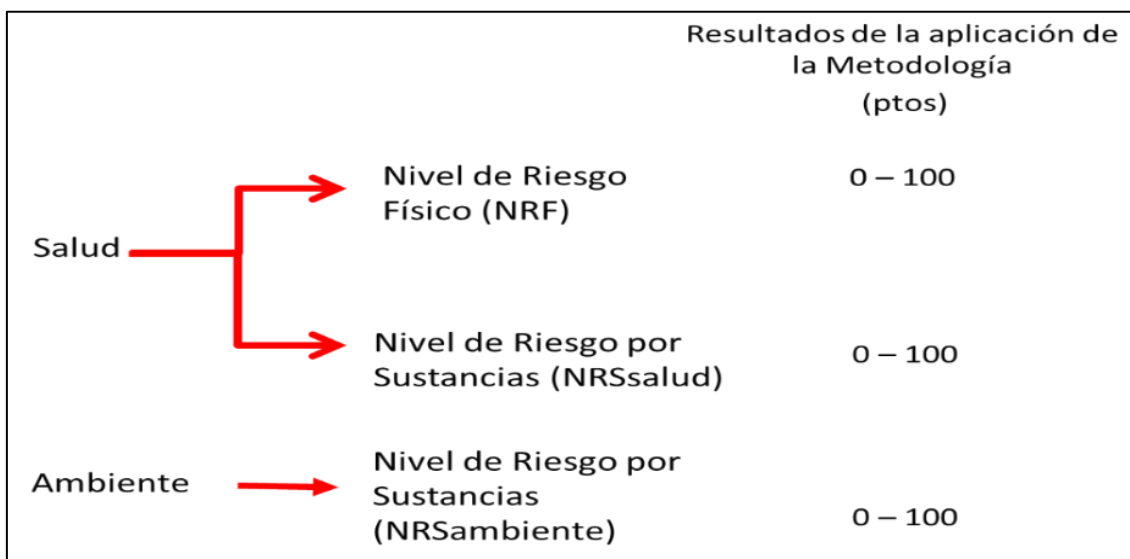 Resultados de la aplicación de
la Metodología
(ptos)
Nivel de Riesgo
Físico (NRF)
0 – 100
Salud
Nivel de Riesgo por
Sustancias (NRSsalud)
0 – 100
Ambiente
Nivel de Riesgo por
Sustancias
(NRSambiente)
0 – 100